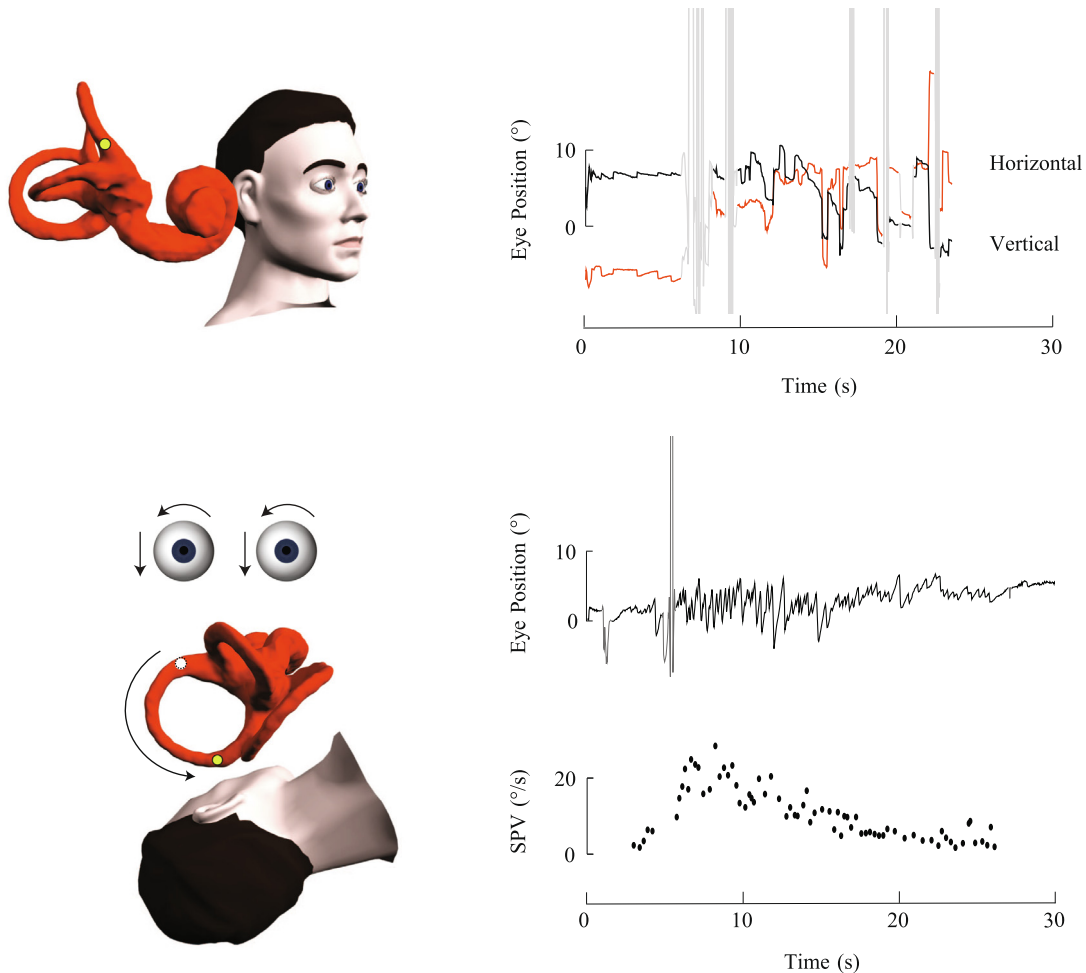 Eye Position (°)
10
0
Horizontal
Vertical
0 10 20 30
Time (s)
Eye Position (°)
10
0
SPV (°/s)
20
0
0 10 20 30
Time (s)